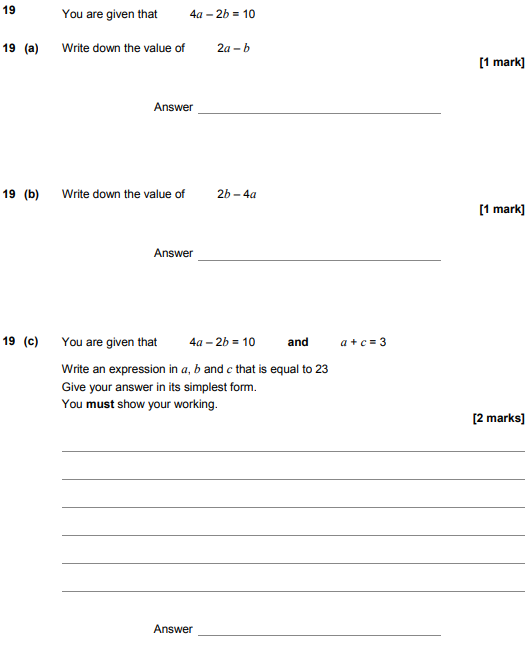 19 You are given that 4a – 2b = 10
19 (a) Write down the value of 2a – b
[1 mark]
Answer
19 (b) Write down the value of 2b – 4a
[1 mark]
Answer
19 (c) You are given that 4a – 2b = 10 and a + c = 3
Write an expression in a, b and c that is equal to 23
Give your answer in its simplest form.
You must show your working.
[2 marks]
Answer